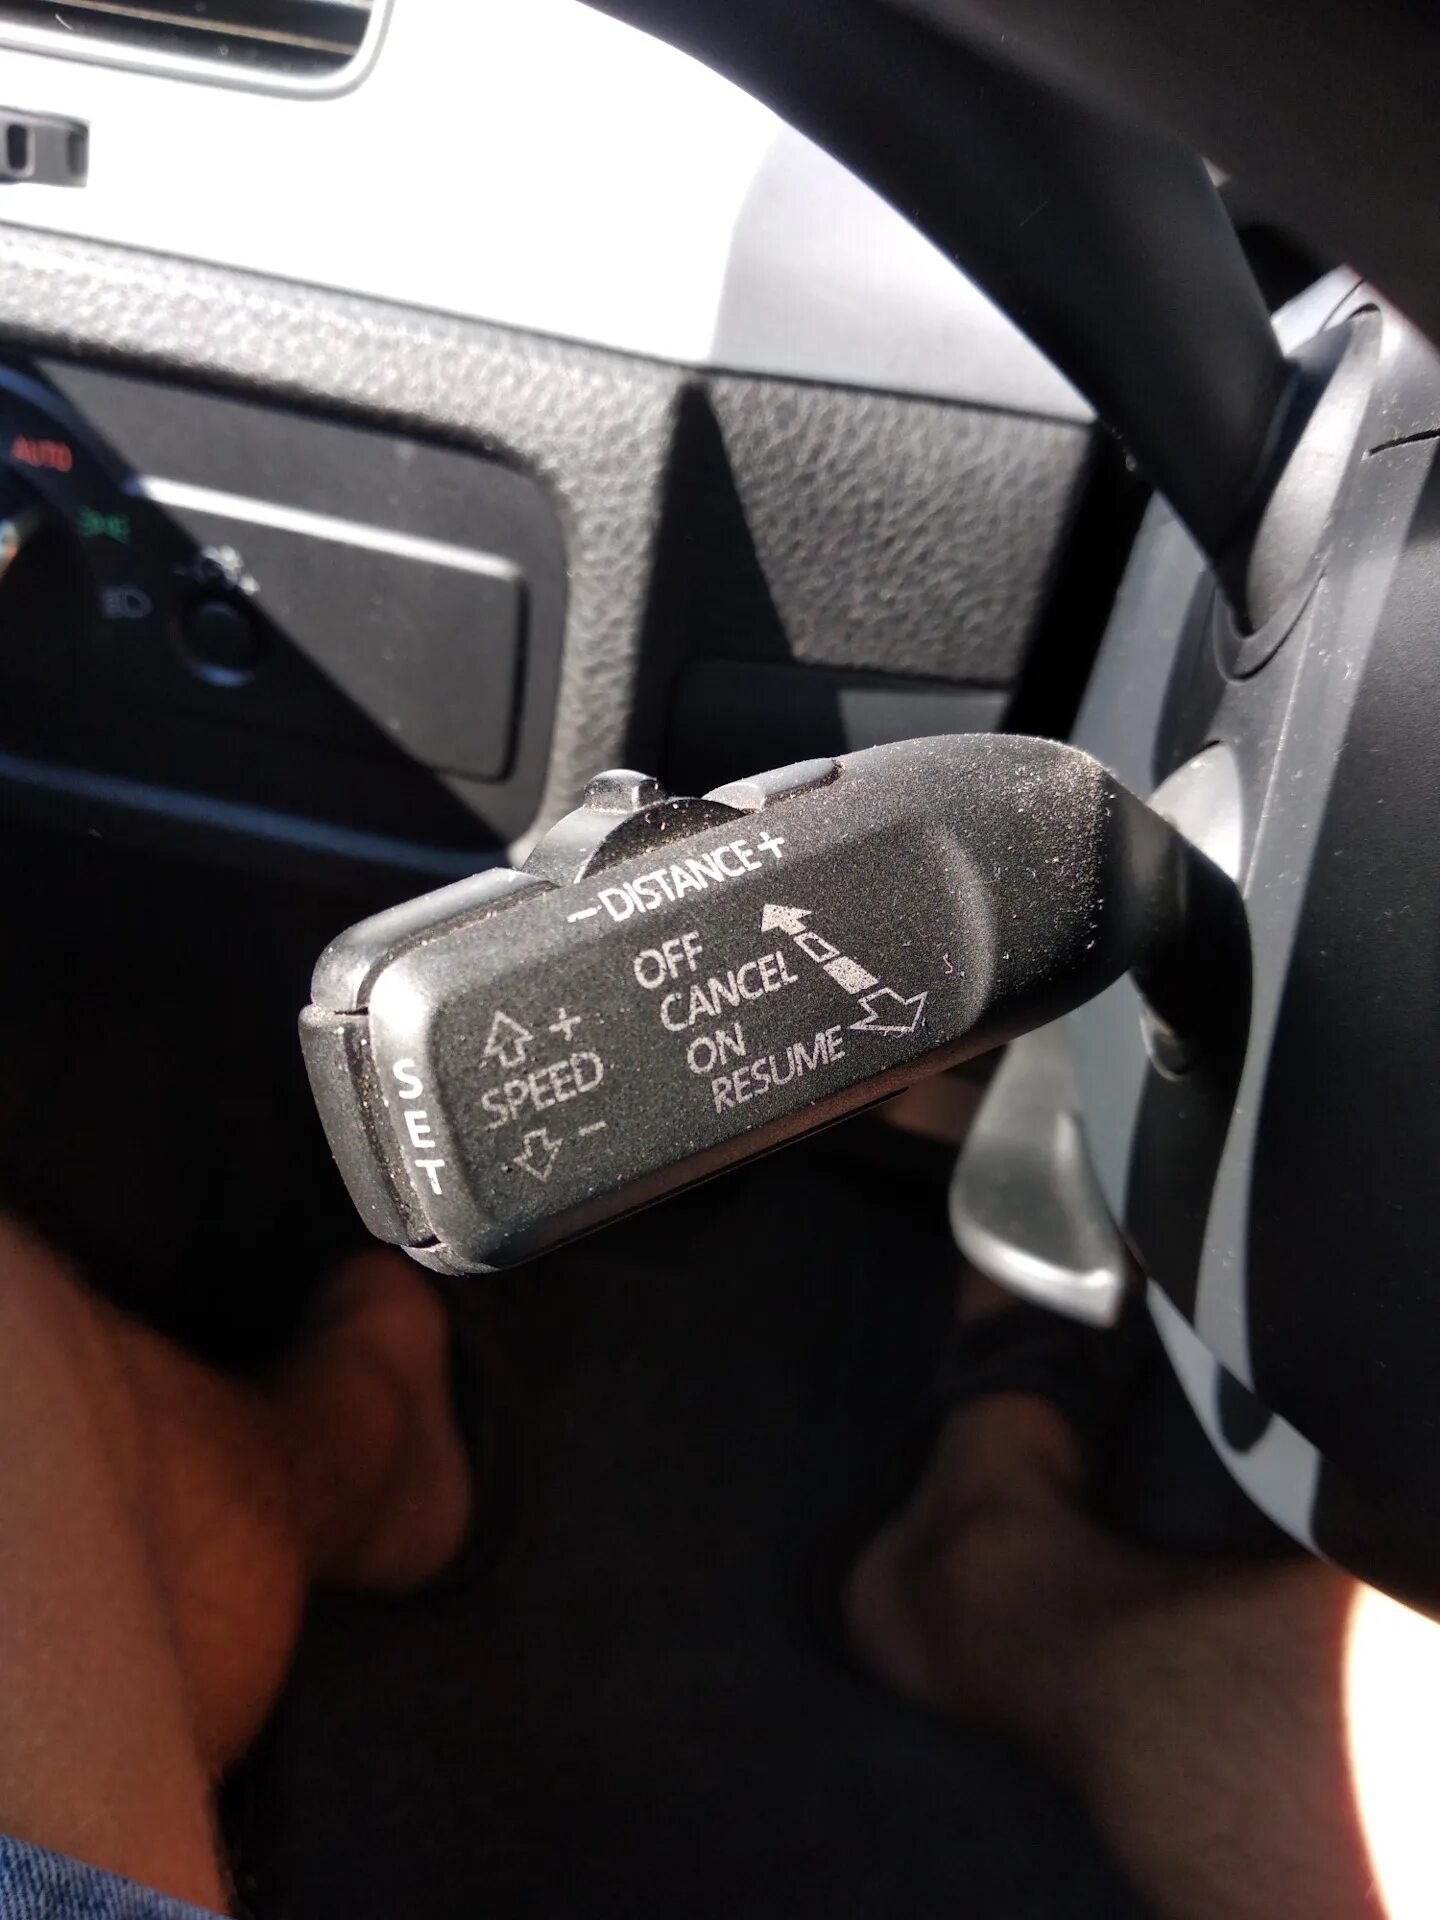 AUTO
-DISTANCE+
OFF
CANCEL
ON
RESUME
+
SPEED
-
SET